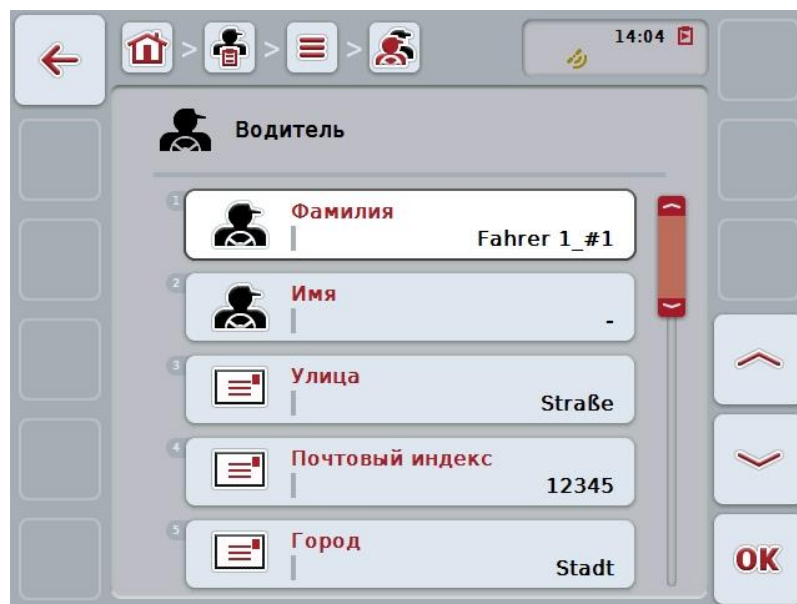 14:04
Водитель
1
Фамилия
Fahrer 1_#1
2
Имя
-
3
Улица
Straße
4
Почтовый индекс
12345
5
Город
Stadt
OK